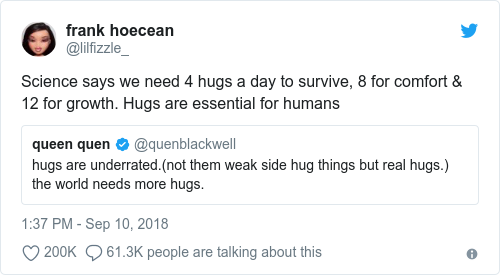 frank hoecean
@lilfizzle_
Science says we need 4 hugs a day to survive, 8 for comfort &
12 for growth. Hugs are essential for humans
queen quen @quenblackwell
hugs are underrated.(not them weak side hug things but real hugs.)
the world needs more hugs.
1:37 PM - Sep 10, 2018
200K 61.3K people are talking about this